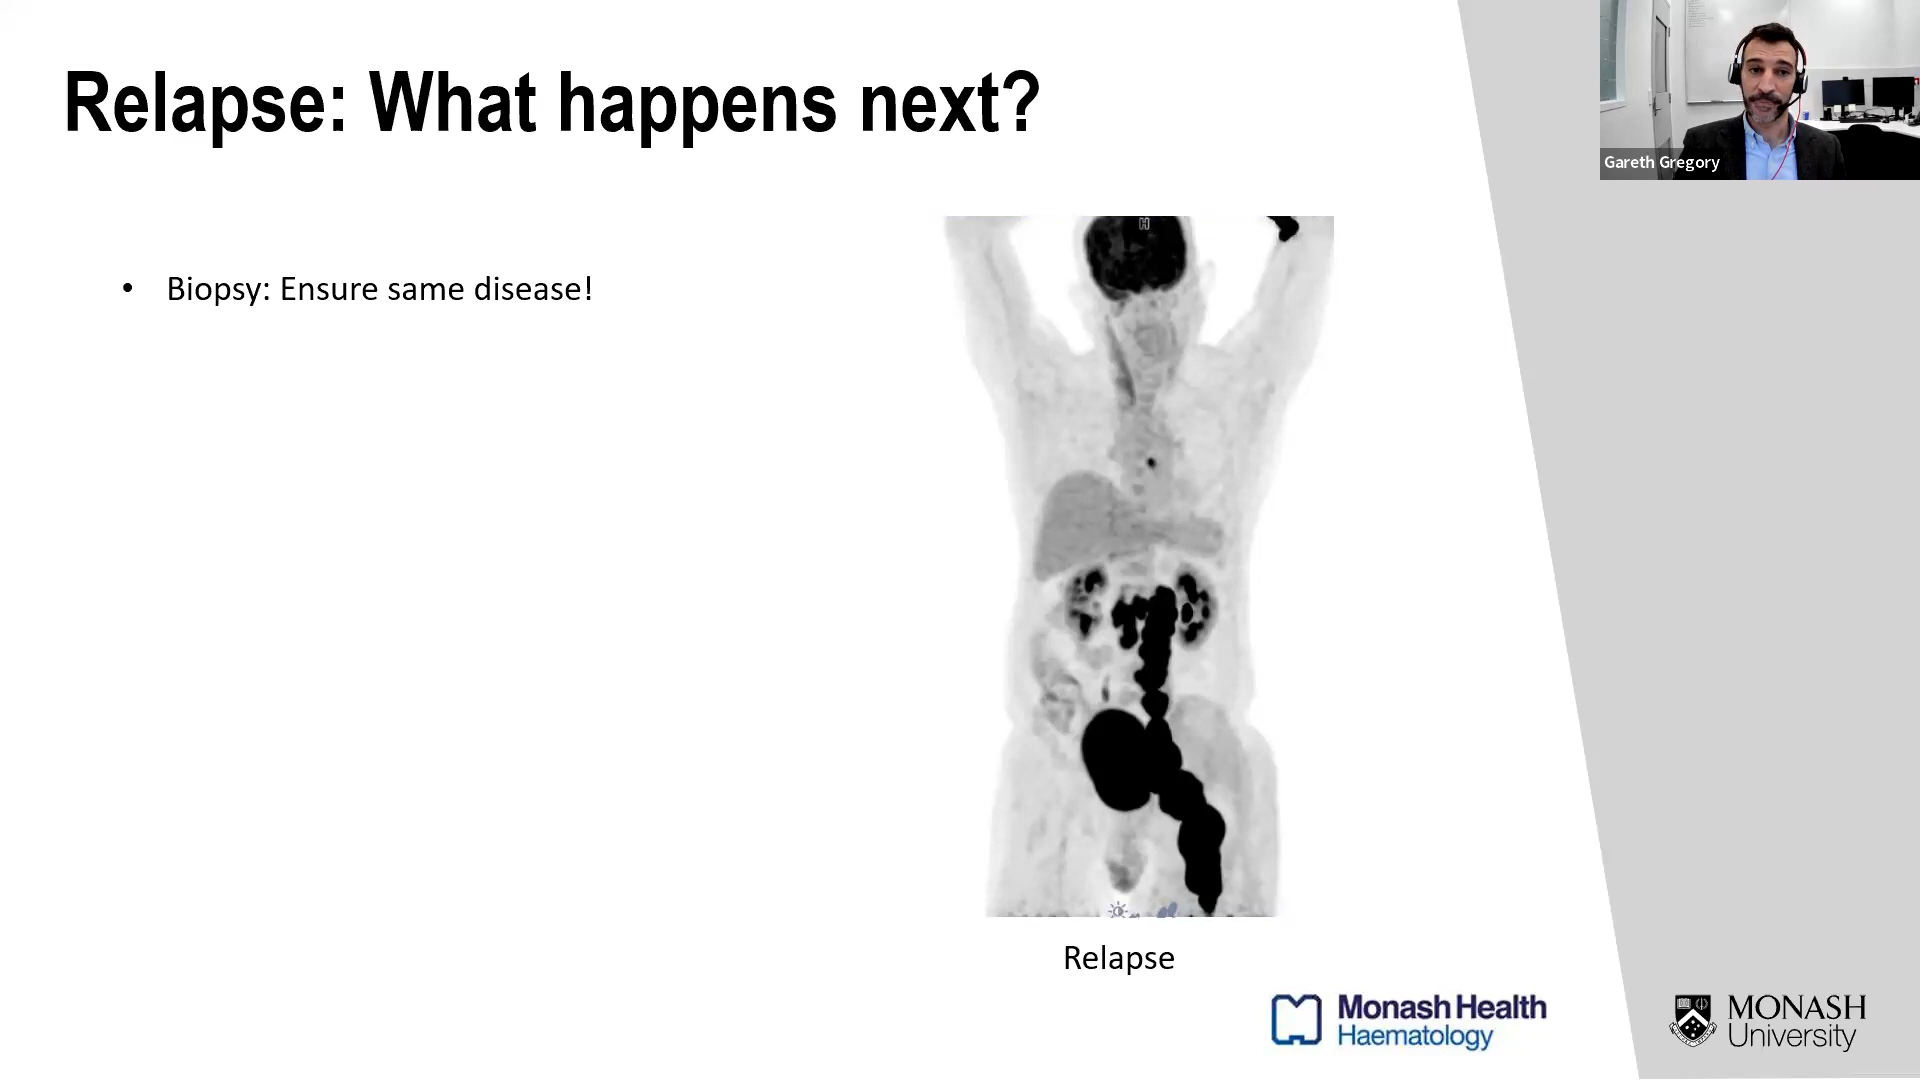 Relapse: What happens next?
Gareth Gregory
• Biopsy: Ensure same disease!
H
Relapse
Monash Health
Haematology
MONASH
University